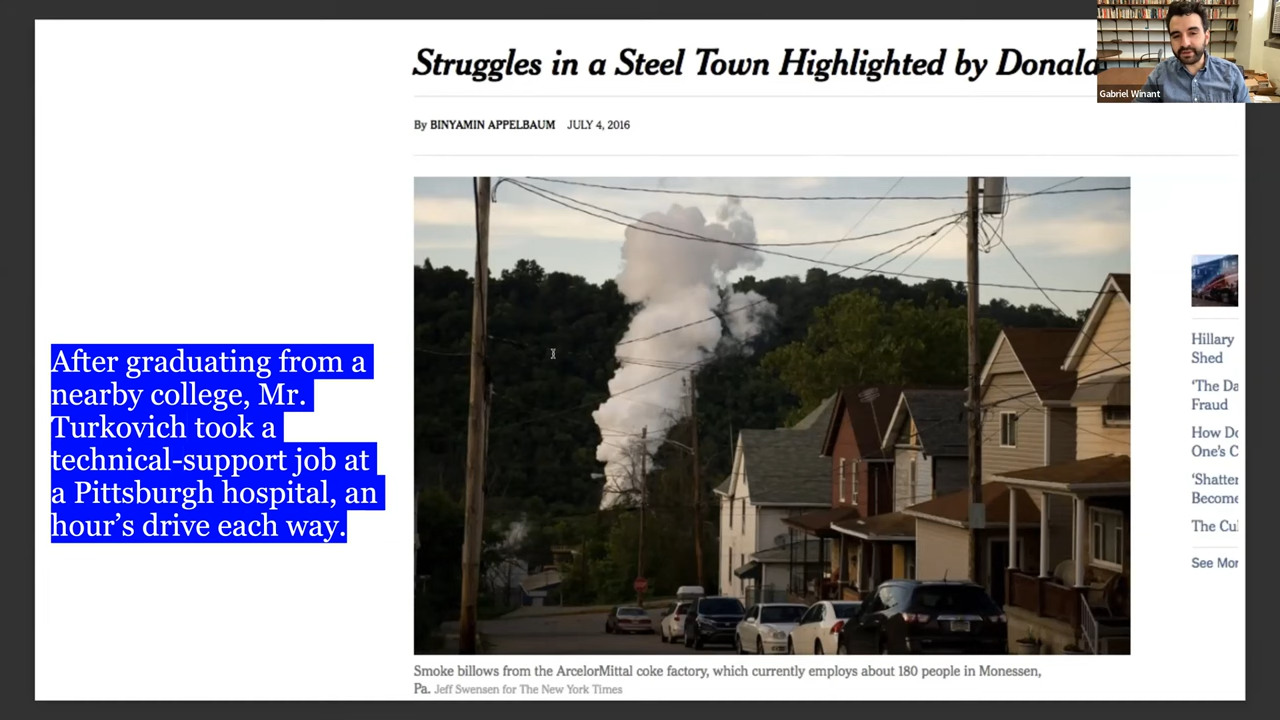 Struggles in a Steel Town Highlighted by Donald
Gabriel Winant
By BINYAMIN APPELBAUM JULY 4, 2016
After graduating from a
nearby college, Mr.
Turkovich took a
technical-support job at
a Pittsburgh hospital, an
hour’s drive each way.
Hillary
Shed
‘The Da
Fraud
How Do
One’s C
‘Shatter
Become
The Cul
See Mor
Smoke billows from the ArcelorMittal coke factory, which currently employs about 180 people in Monessen,
Pa. Jeff Swensen for The New York Times